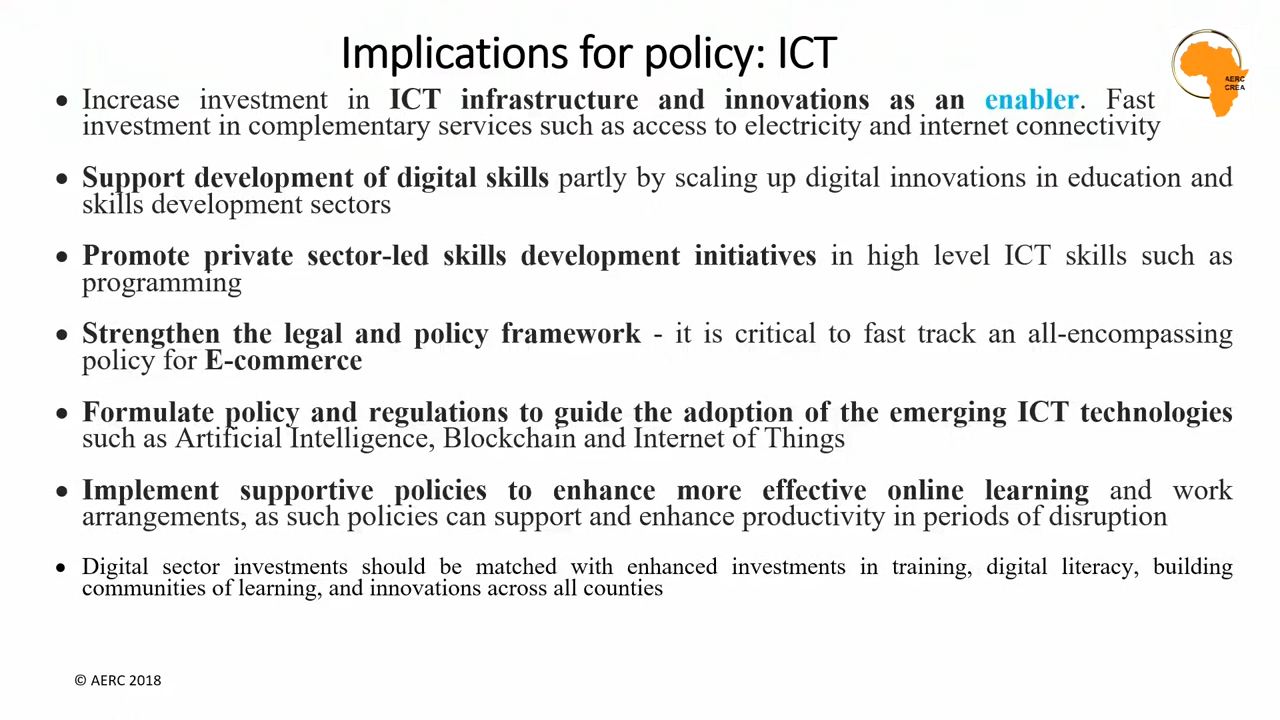 Implications for policy: ICT
AERC
CREA
• Increase investment in ICT infrastructure and innovations as an enabler. Fast
investment in complementary services such as access to electricity and internet connectivity
• Support development of digital skills partly by scaling up digital innovations in education and
skills development sectors
• Promote private sector-led skills development initiatives in high level ICT skills such as
programming
• Strengthen the legal and policy framework - it is critical to fast track an all-encompassing
policy for E-commerce
• Formulate policy and regulations to guide the adoption of the emerging ICT technologies
such as Artificial Intelligence, Blockchain and Internet of Things
• Implement supportive policies to enhance more effective online learning and work
arrangements, as such policies can support and enhance productivity in periods of disruption
• Digital sector investments should be matched with enhanced investments in training, digital literacy, building
communities of learning, and innovations across all counties
© AERC 2018